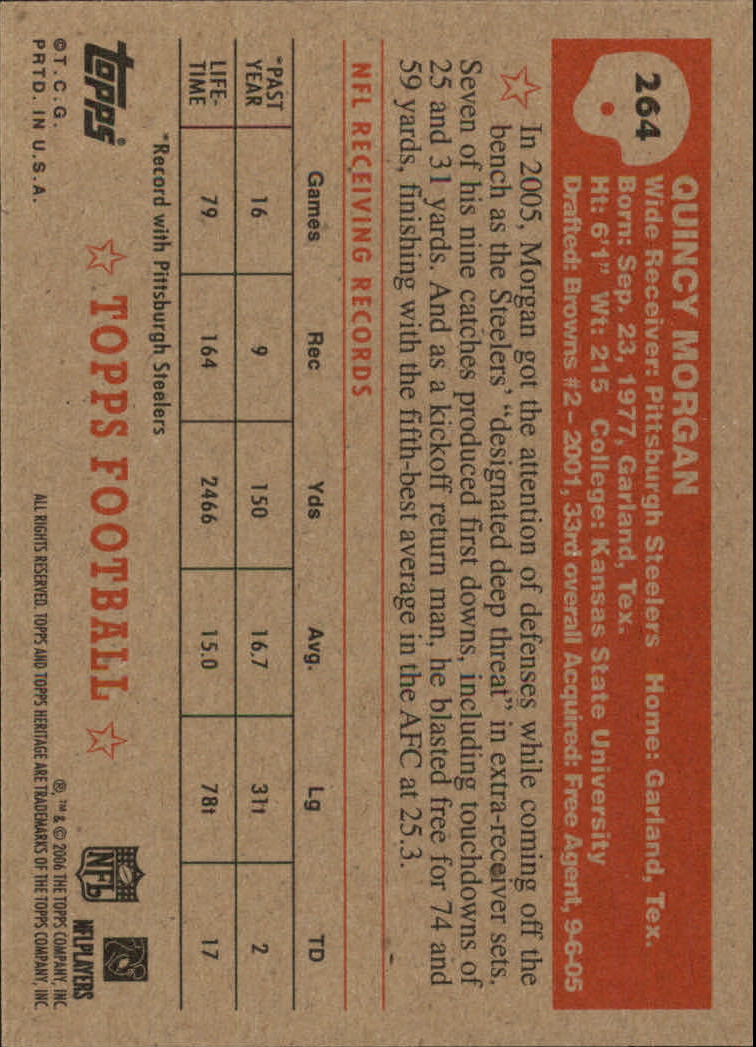 264
QUINCY MORGAN
Wide Receiver: Pittsburgh Steelers Home: Garland, Tex.
Born: Sep. 23, 1977, Garland, Tex.
Ht: 6'1" Wt: 215 College: Kansas State University
Drafted: Browns #2 – 2001, 33rd overall Acquired: Free Agent, 9-6-05
In 2005, Morgan got the attention of defenses while coming off the
bench as the Steelers' "designated deep threat" in extra-receiver sets.
Seven of his nine catches produced first downs, including touchdowns of
25 and 31 yards. And as a kickoff return man, he blasted free for 74 and
59 yards, finishing with the fifth-best average in the AFC at 25.3.
NFL RECEIVING RECORDS
Games Rec Yds Avg. Lg TD
*PAST YEAR 16 9 150 16.7 31t 2
LIFE-TIME 79 164 2466 15.0 78t 17
*Record with Pittsburgh Steelers
topps®
©T.C.G.
PRTD. IN U.S.A.
TOPPS FOOTBALL
NFL
NFLPLAYERS
®, ™ & © 2006 THE TOPPS COMPANY, INC.
ALL RIGHTS RESERVED. TOPPS AND TOPPS HERITAGE ARE TRADEMARKS OF THE TOPPS COMPANY, INC.